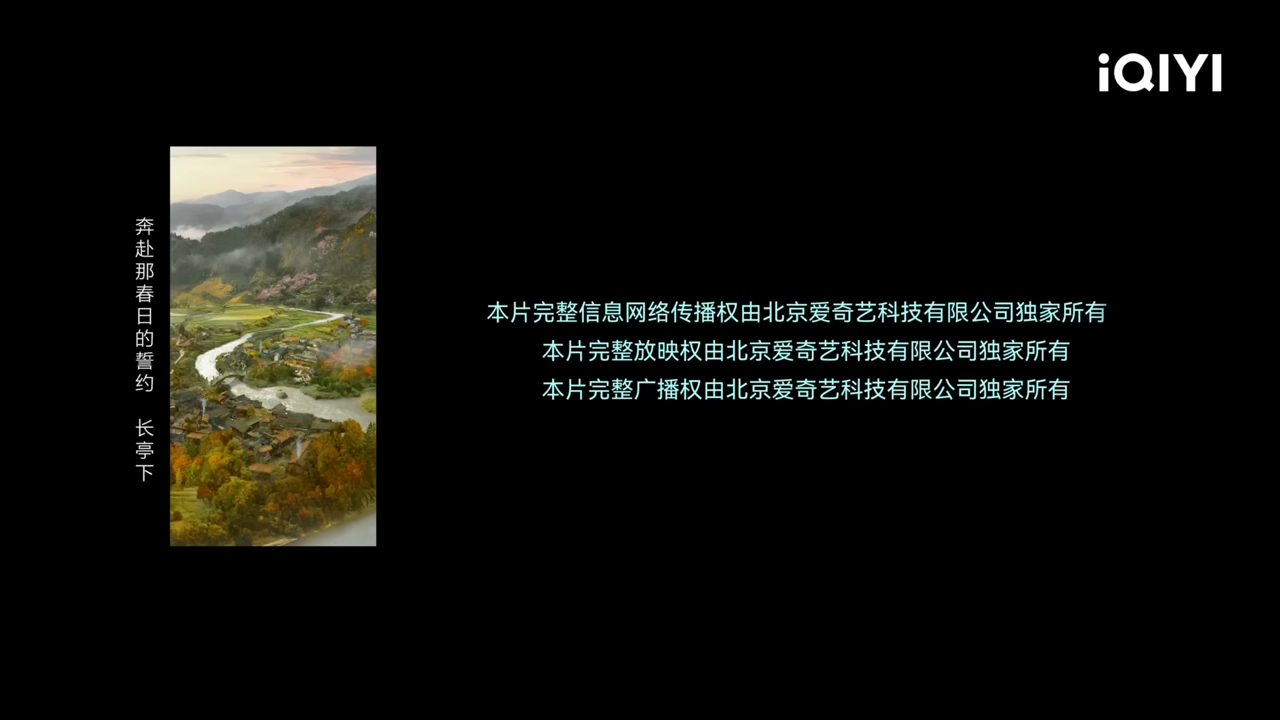 iQIYI
奔赴那春日的誓约 长亭下
本片完整信息网络传播权由北京爱奇艺科技有限公司独家所有
本片完整放映权由北京爱奇艺科技有限公司独家所有
本片完整广播权由北京爱奇艺科技有限公司独家所有